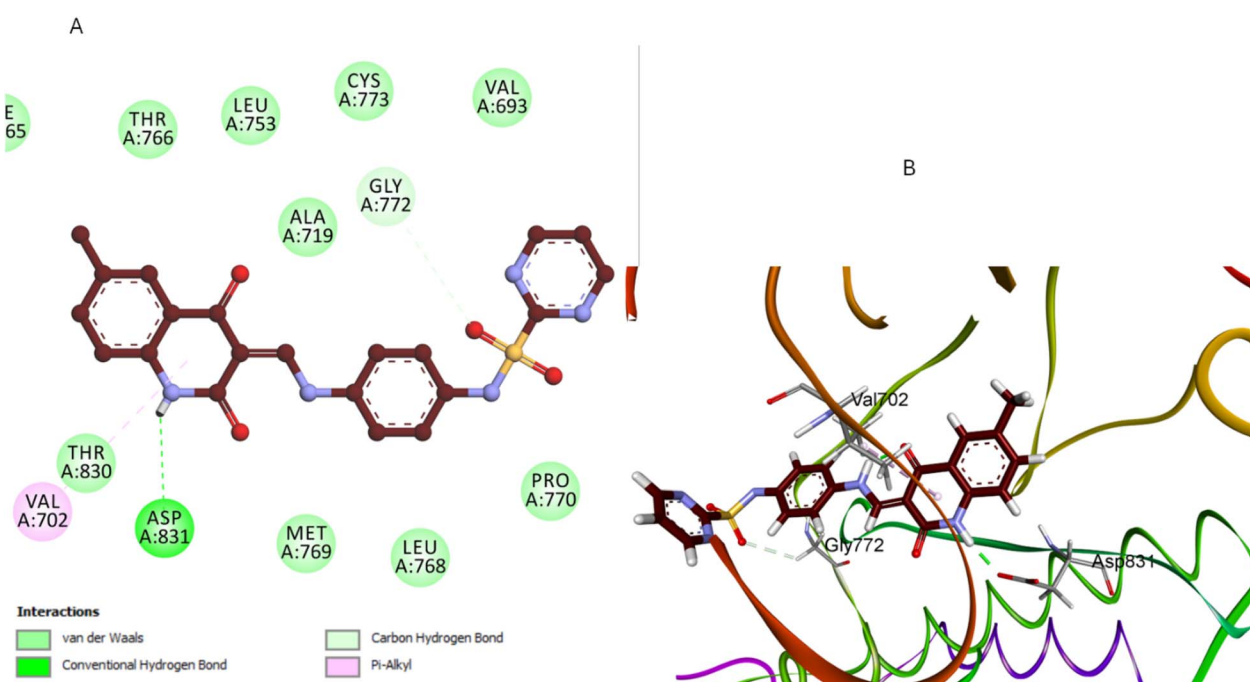 A
E
65
THR
A:766
LEU
A:753
CYS
A:773
VAL
A:693
GLY
A:772
ALA
A:719
THR
A:830
VAL
A:702
ASP
A:831
MET
A:769
LEU
A:768
PRO
A:770
Interactions
van der Waals
Conventional Hydrogen Bond
Carbon Hydrogen Bond
Pi-Alkyl
B
Val702
Gly772
Asp831